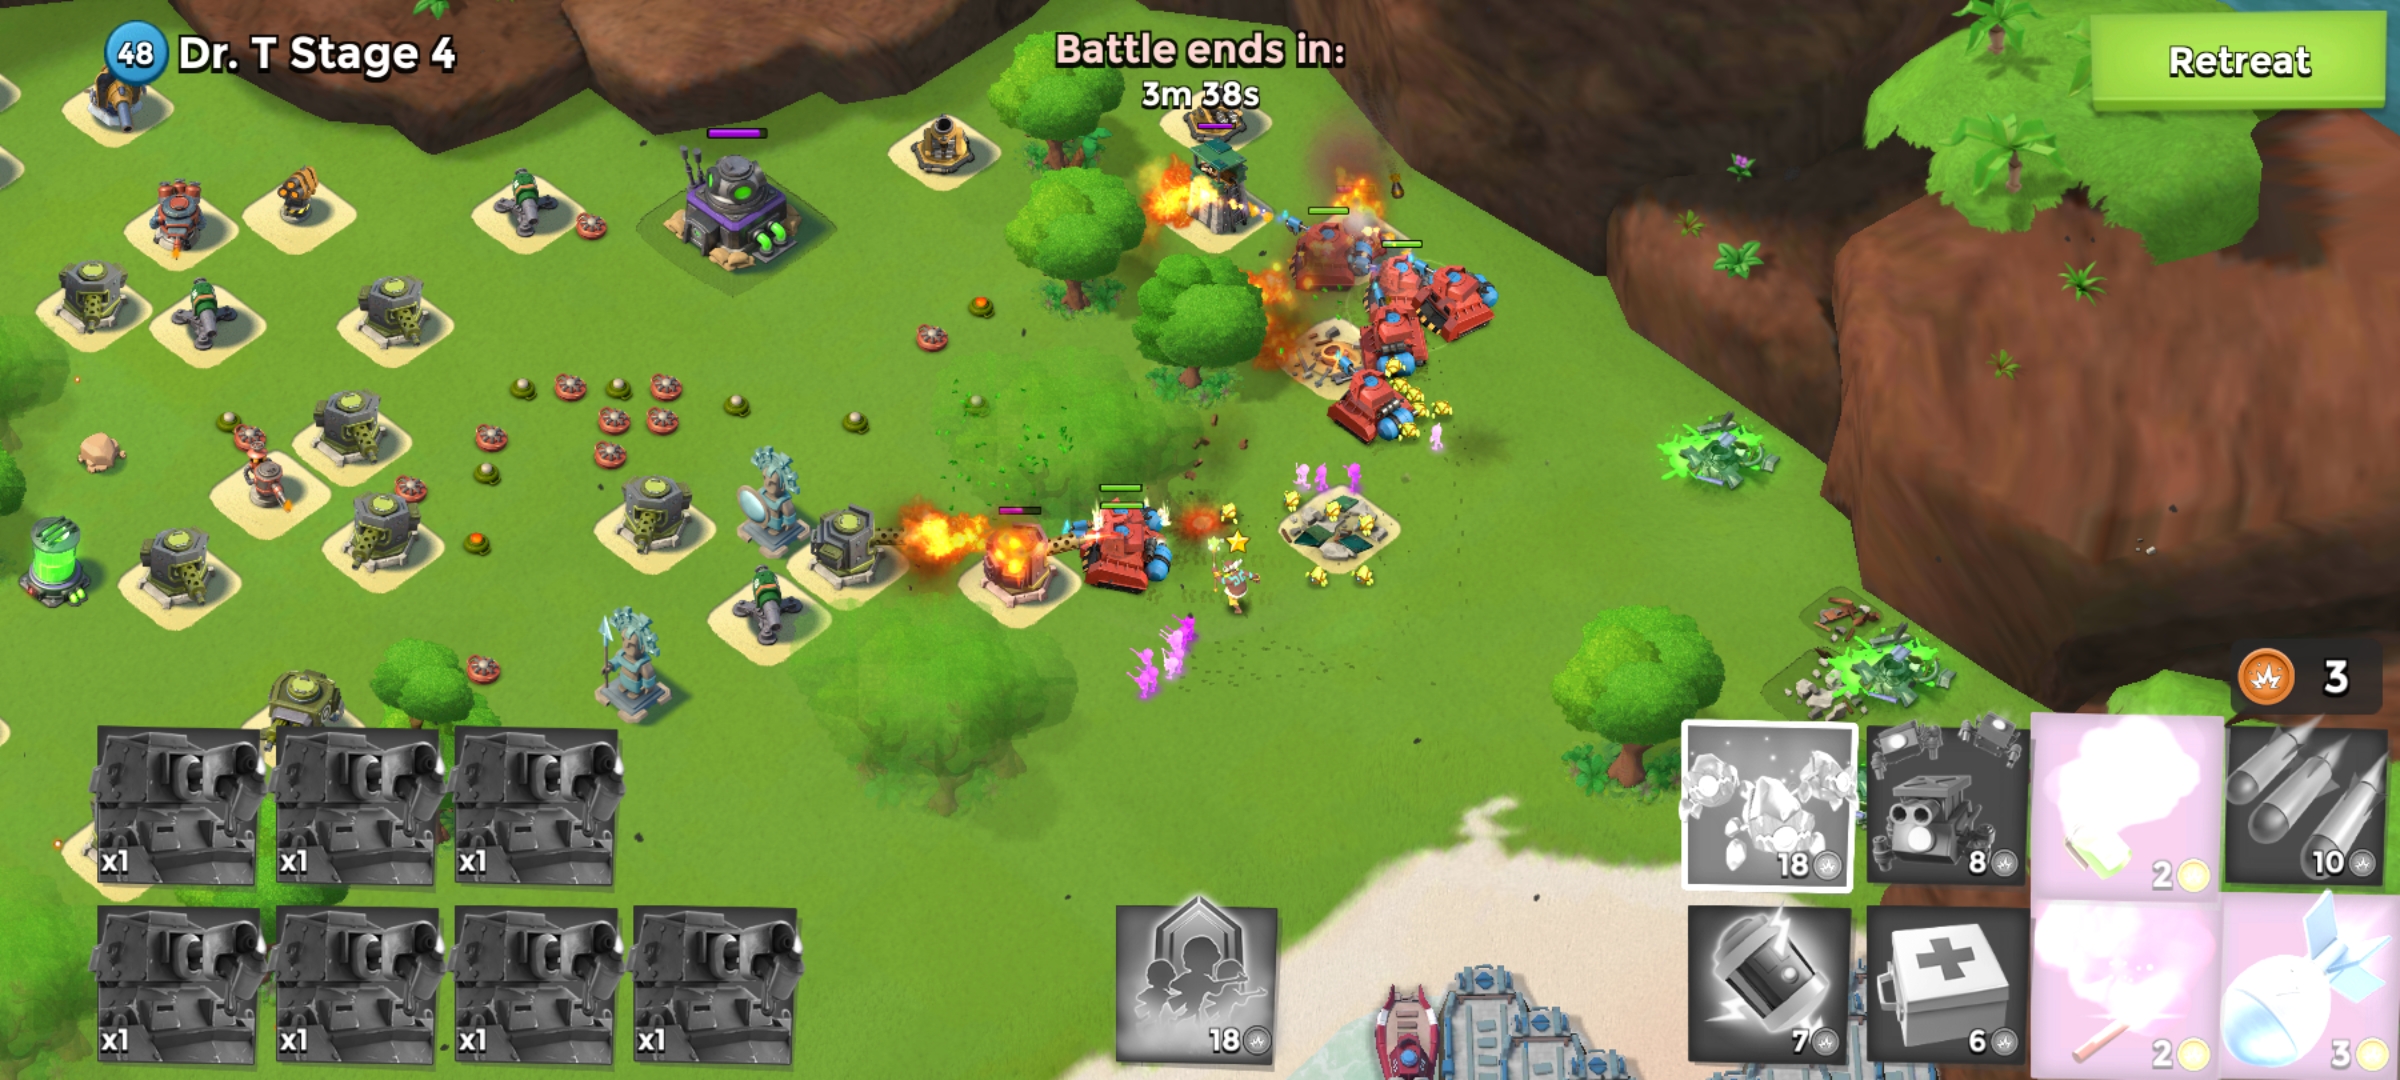 48 Dr. T Stage 4
Battle ends in:
3m 38s
Retreat
3
x1 x1 x1
18 8 2 10
x1 x1 x1 x1
18
7 6 2 3